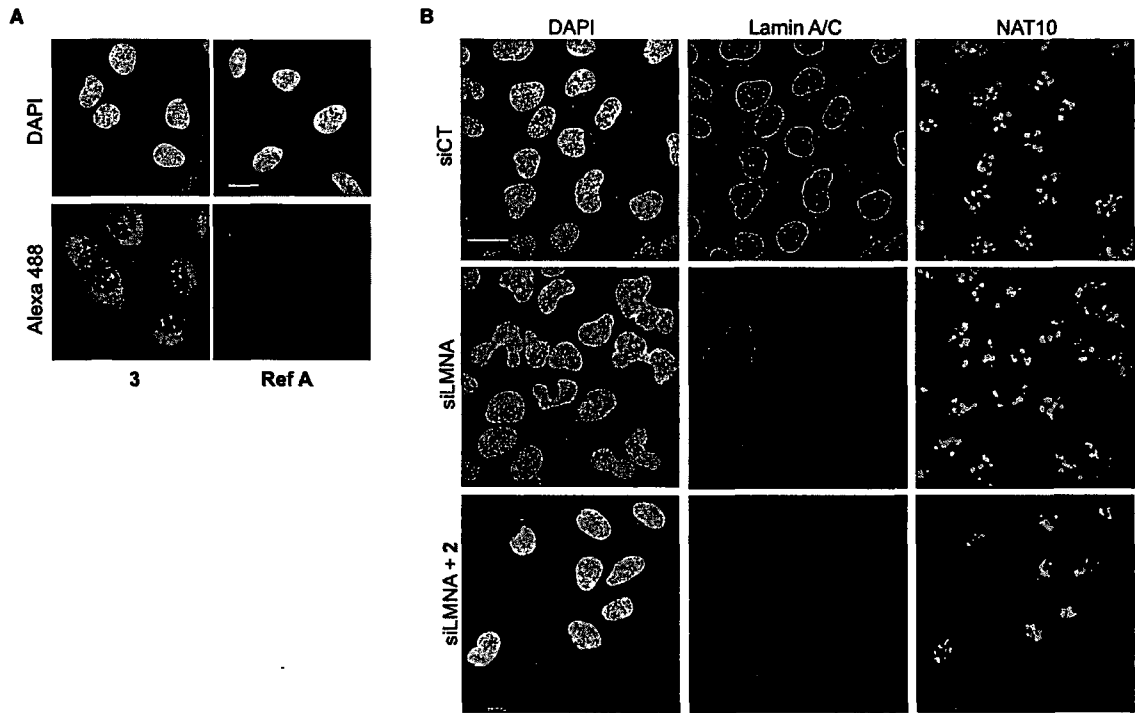 A
DAPI
Alexa 488
3
Ref A
B
DAPI
Lamin A/C
NAT10
siCT
siLMNA
siLMNA + 2